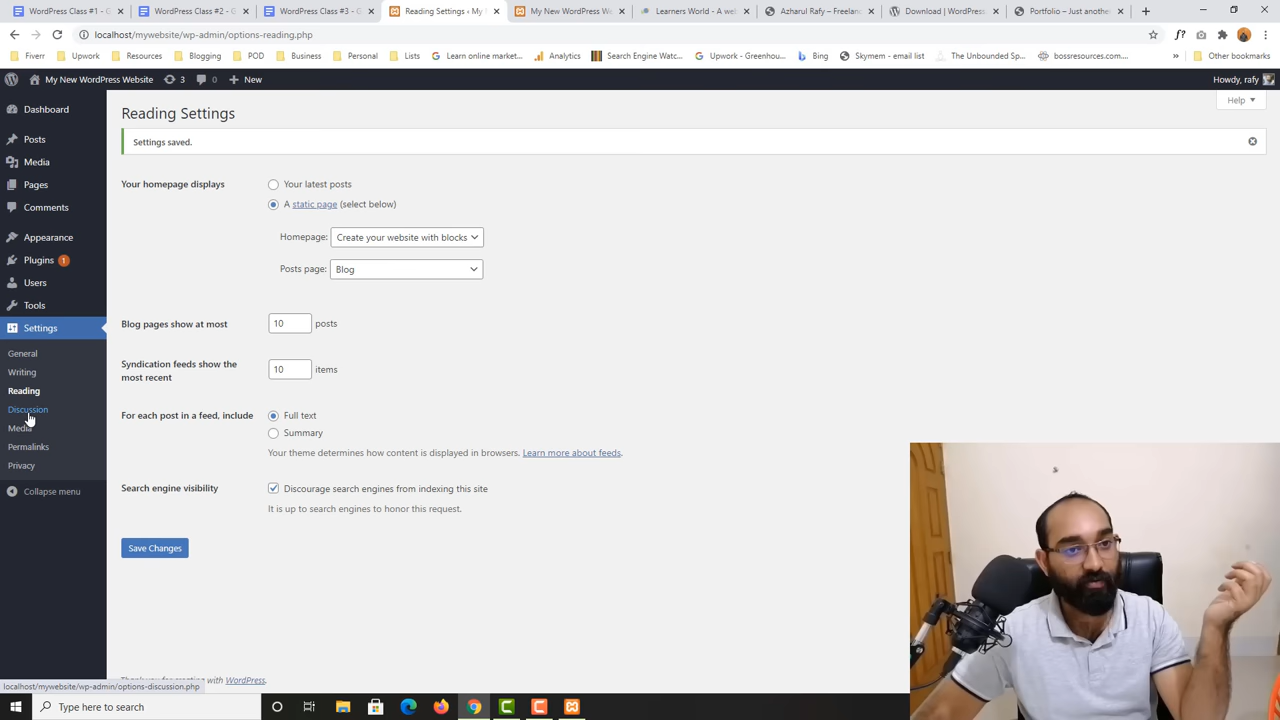 WordPress Class #1 - G
WordPress Class #2 - G
WordPress Class #3 - G
Reading Settings ‹ My
My New WordPress We
Learners World - A we
Azharul Rafy – Freelan
Download | WordPress
Portfolio – Just anothe
localhost/mywebsite/wp-admin/options-reading.php
Fiverr
Upwork
Resources
Blogging
POD
Business
Personal
Lists
Learn online market...
Analytics
Search Engine Watc...
Upwork - Greenhou...
Bing
Skymem - email list
The Unbounded Sp...
bossresources.com...
Other bookmarks
My New WordPress Website
3
0
New
Howdy, rafy
Dashboard
Posts
Media
Pages
Comments
Appearance
Plugins 1
Users
Tools
Settings
General
Writing
Reading
Discussion
Media
Permalinks
Privacy
Collapse menu
Help
Reading Settings
Settings saved.
Your homepage displays
Your latest posts
A static page (select below)
Homepage: Create your website with blocks
Posts page: Blog
Blog pages show at most 10 posts
Syndication feeds show the
most recent
10 items
For each post in a feed, include
Full text
Summary
Your theme determines how content is displayed in browsers. Learn more about feeds.
Search engine visibility
Discourage search engines from indexing this site
It is up to search engines to honor this request.
Save Changes
Thank you for creating with WordPress.
localhost/mywebsite/wp-admin/options-discussion.php
Type here to search